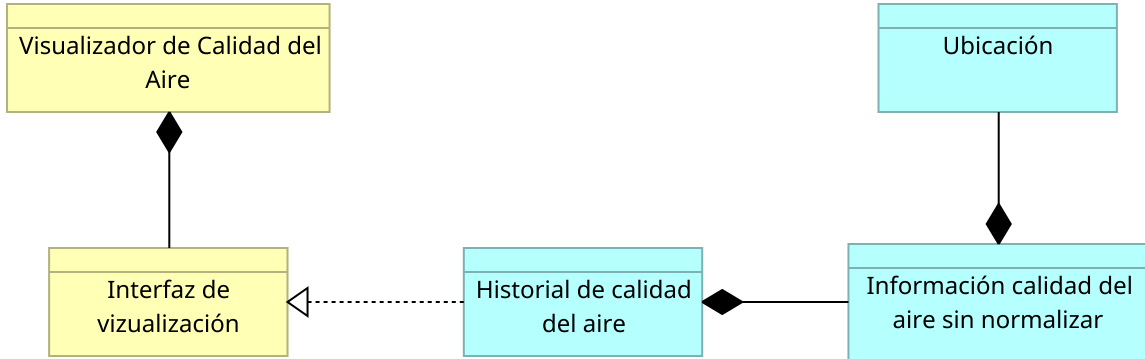 Visualizador de Calidad del
Aire
Ubicación
Interfaz de
vizualización
Historial de calidad
del aire
Información calidad del
aire sin normalizar